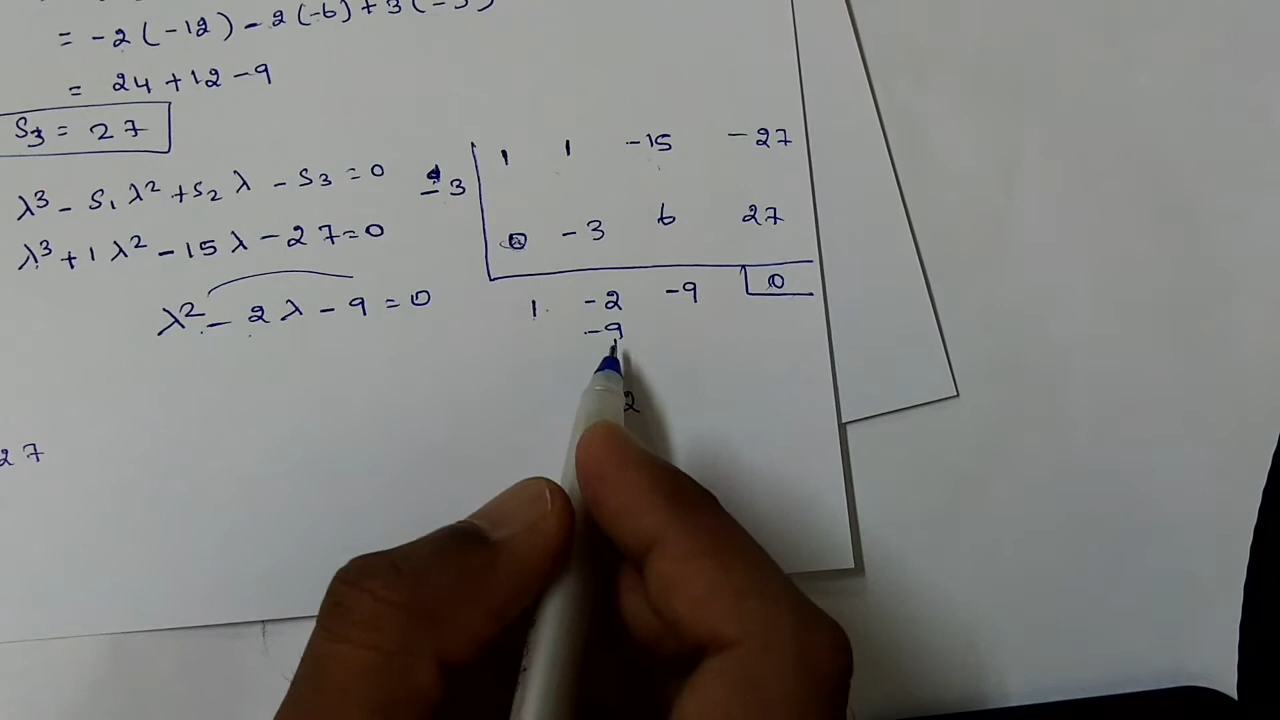 = -2(-12) - 2(-6) + 3(-3)
= 24 + 12 - 9
S3 = 27
λ³ - S₁λ² + S₂λ - S3 = 0
λ³ + 1λ² - 15λ - 27 = 0
λ² - 2λ - 9 = 0
27
-3 | 1 1 -15 -27
0 -3 6 27
1 -2 -9 0
-9
2